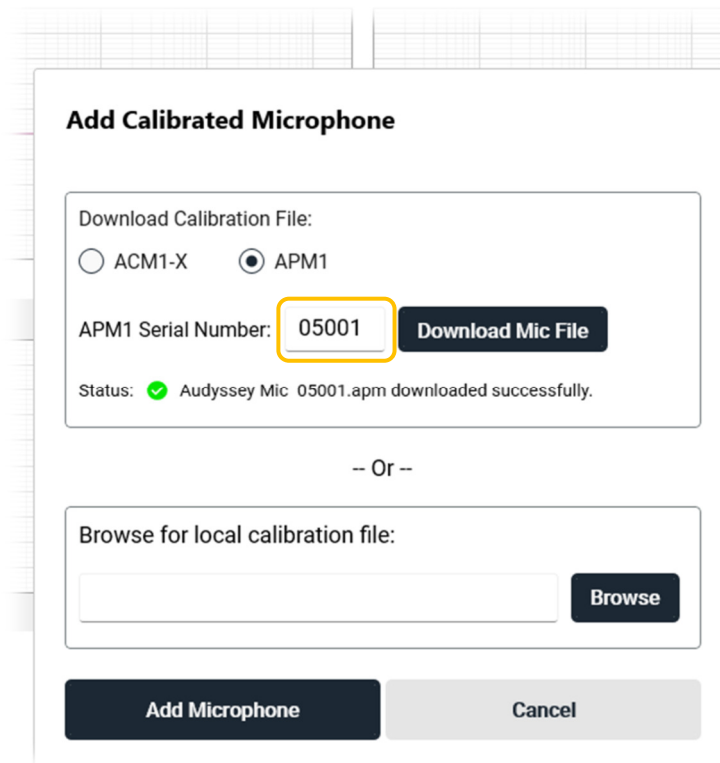 Add Calibrated Microphone
Download Calibration File:
ACM1-X APM1
APM1 Serial Number: 05001 Download Mic File
Status: Audyssey Mic 05001.apm downloaded successfully.
-- Or --
Browse for local calibration file:
Browse
Add Microphone Cancel